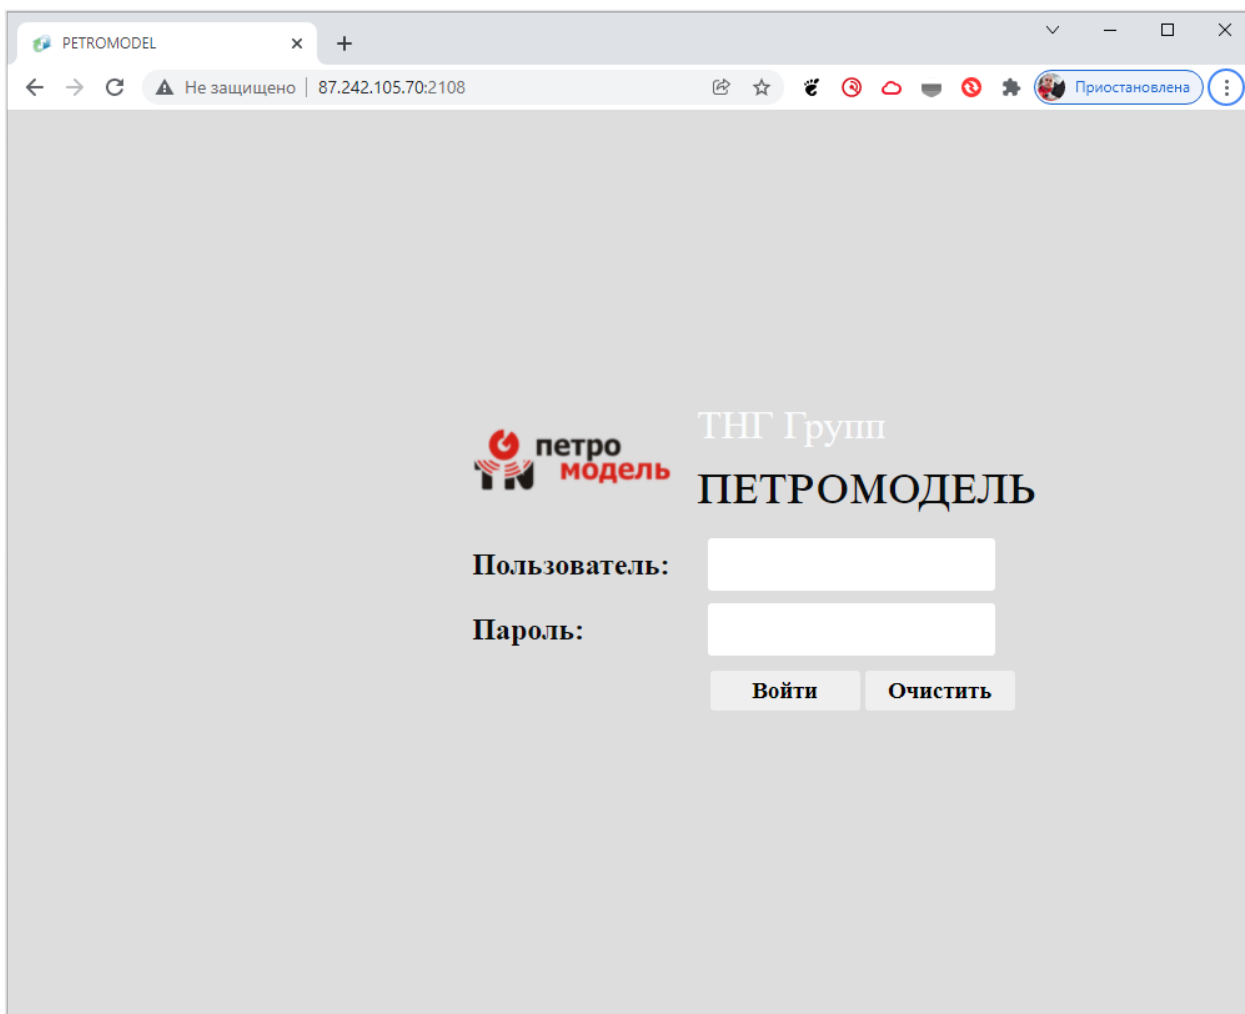 PETROMODEL
Не защищено
87.242.105.70:2108
Приостановлена
ТНГ Групп
петро
модель
ПЕТРОМОДЕЛЬ
Пользователь:
Пароль:
Войти
Очистить